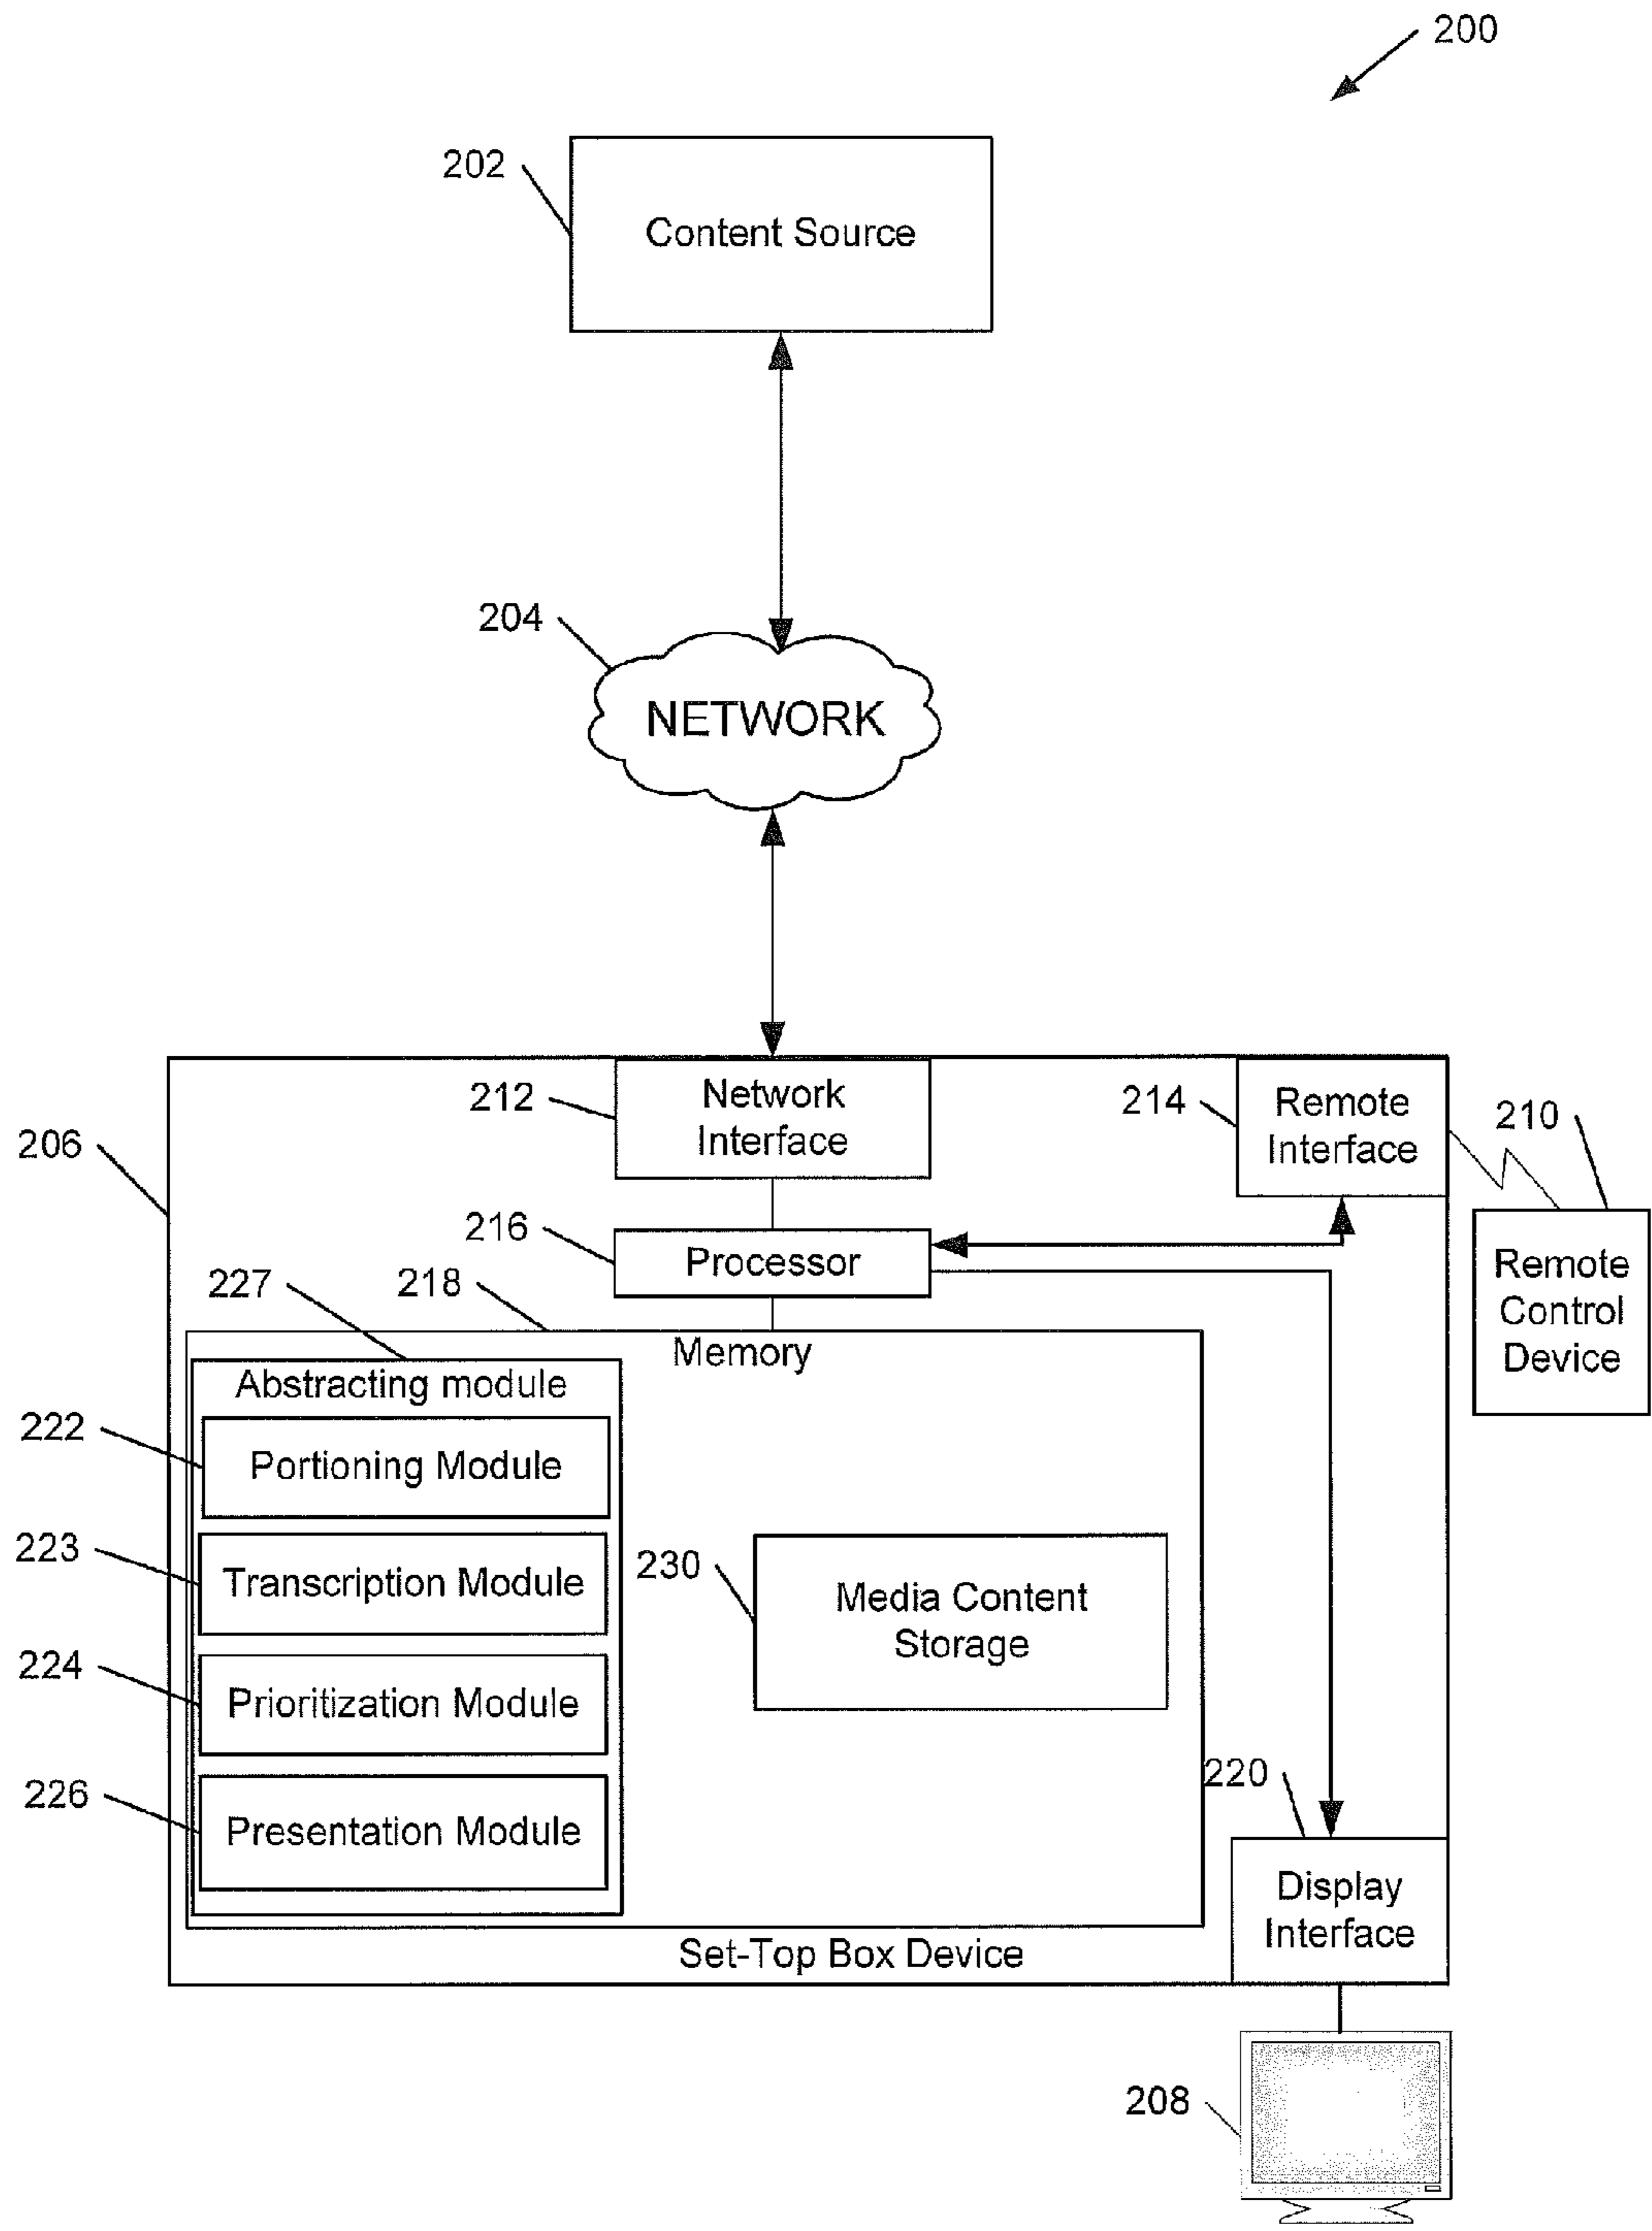 200
202
Content Source
204
NETWORK
206
212
Network
Interface
214
Remote
Interface
210
216
Processor
Remote
Control
Device
227
218
Memory
Abstracting module
222
Portioning Module
223
Transcription Module
230
Media Content
Storage
224
Prioritization Module
226
Presentation Module
220
Display
Interface
Set-Top Box Device
208